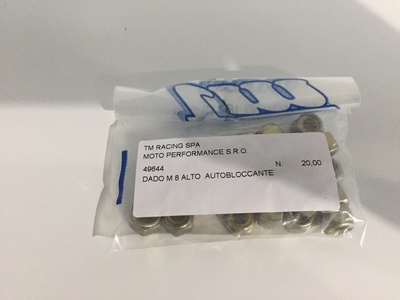 TM RACING SPA
MOTO PERFORMANCE S.R.O.
49644 N. 20,00
DADO M 8 ALTO AUTOBLOCCANTE